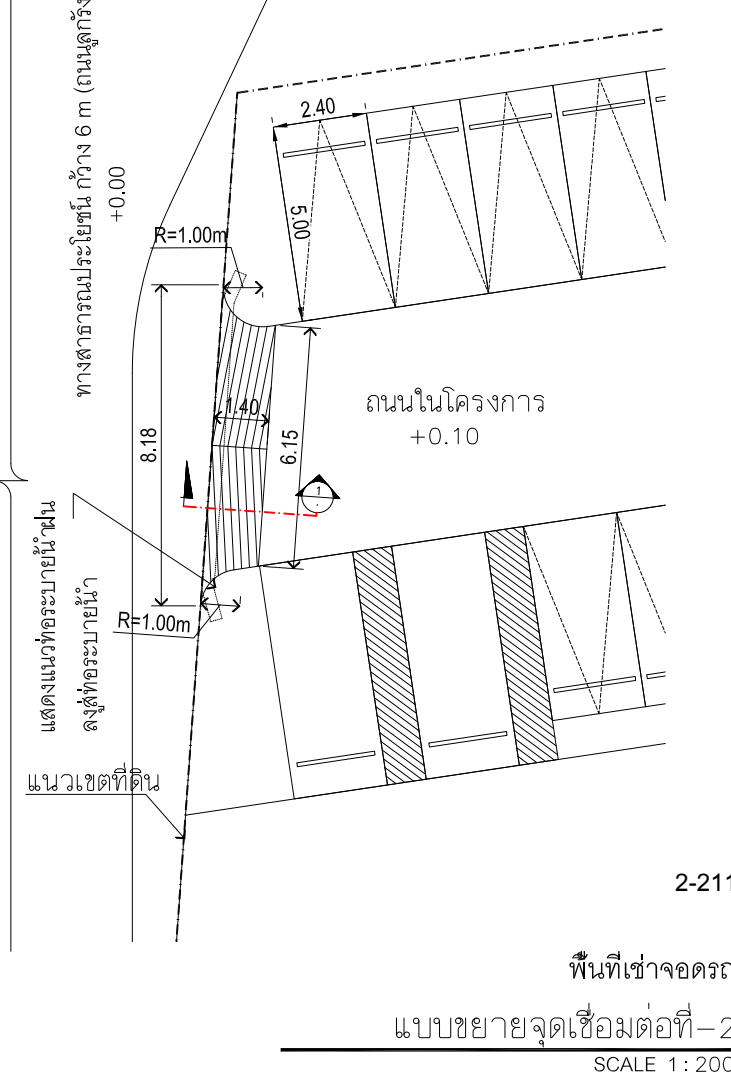 ทางสาธารณประโยชน์ กว้าง 6 m (ถนนลูกรัง
+0.00
2.40
5.00
R=1.00m
8.18
1.40
6.15
ถนนในโครงการ
+0.10
1
แสดงแนวท่อระบายน้ำฝน
ลงสู่ท่อระบายน้ำ
R=1.00m
แนวเขตที่ดิน
2-211
พื้นที่เช่าจอดรถ
แบบขยายจุดเชื่อมต่อที่-2
SCALE 1:200